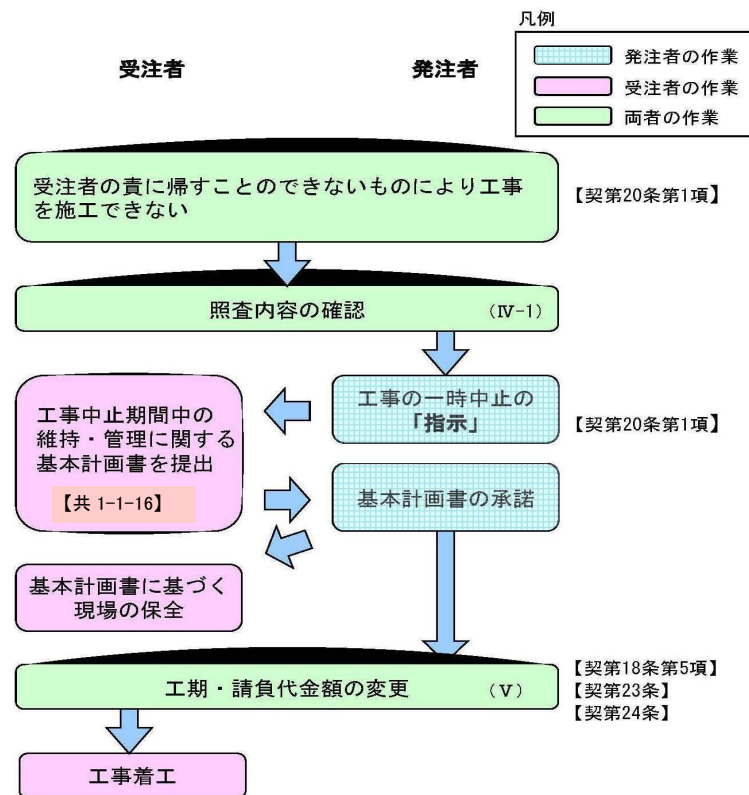 凡例
受注者
発注者
発注者の作業
受注者の作業
両者の作業
受注者の責に帰すことのできないものにより工事
を施工できない
【契第20条第1項】
照査内容の確認
(Ⅳ-1)
工事の一時中止の
「指示」
【契第20条第1項】
工事中止期間中の
維持・管理に関する
基本計画書を提出
【共 1-1-16】
基本計画書の承諾
基本計画書に基づく
現場の保全
工期・請負代金額の変更
(Ⅴ)
【契第18条第5項】
【契第23条】
【契第24条】
工事着工